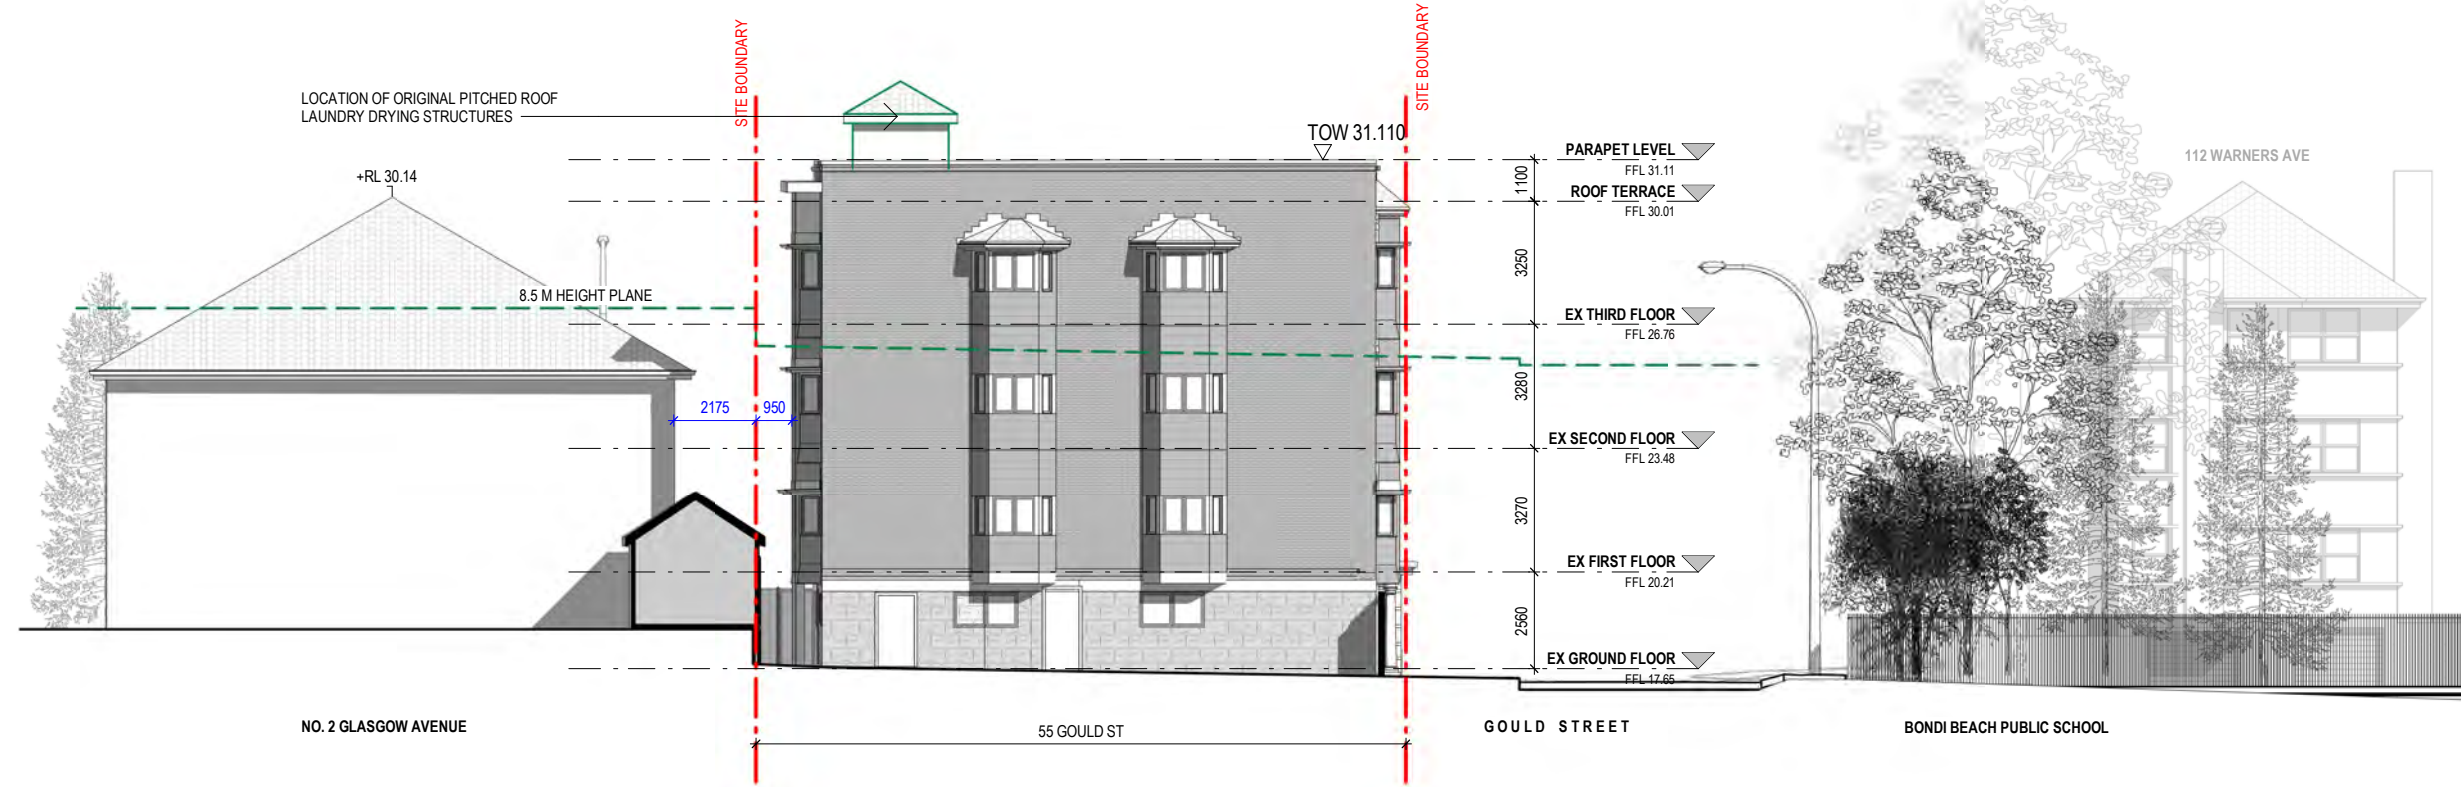 SITE BOUNDARY
SITE BOUNDARY
LOCATION OF ORIGINAL PITCHED ROOF
LAUNDRY DRYING STRUCTURES
TOW 31.110
PARAPET LEVEL
FFL 31.11
112 WARNERS AVE
+RL 30.14
1100
ROOF TERRACE
FFL 30.01
3250
8.5 M HEIGHT PLANE
EX THIRD FLOOR
FFL 26.76
3280
2175
950
EX SECOND FLOOR
FFL 23.48
3270
EX FIRST FLOOR
FFL 20.21
2560
EX GROUND FLOOR
FFL 17.65
NO. 2 GLASGOW AVENUE
55 GOULD ST
GOULD STREET
BONDI BEACH PUBLIC SCHOOL